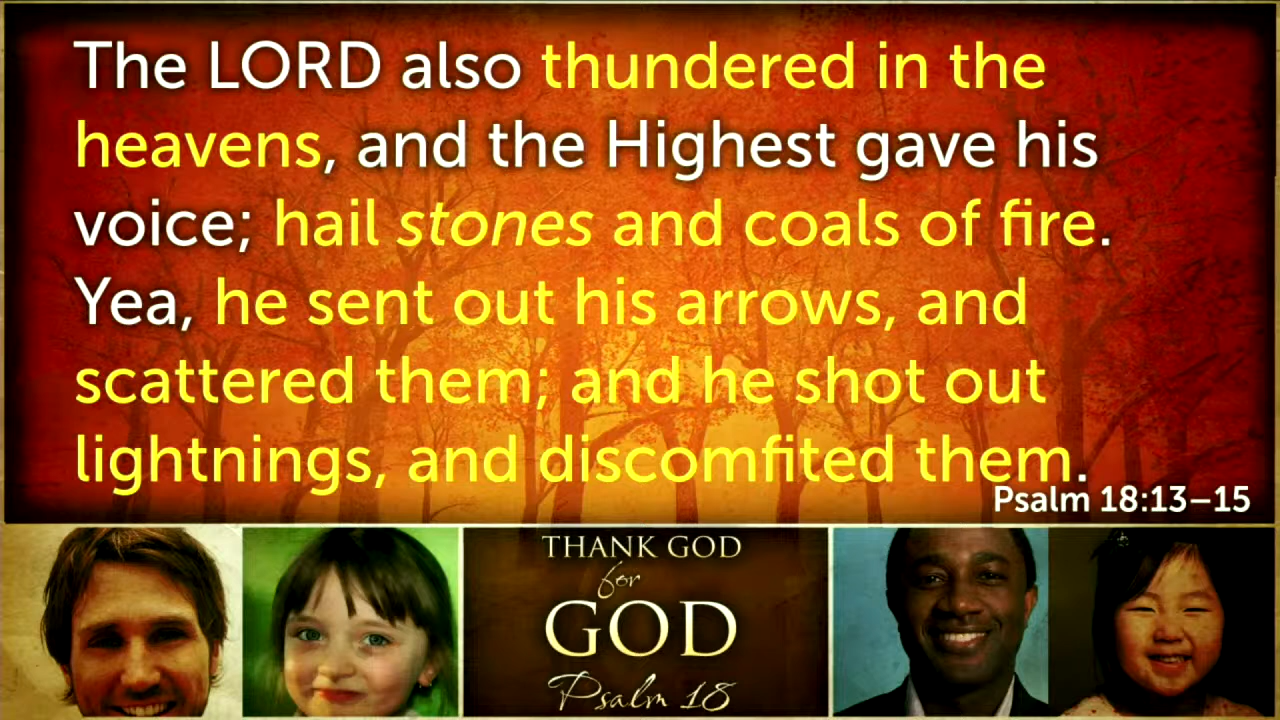 The LORD also thundered in the
heavens, and the Highest gave his
voice; hail stones and coals of fire.
Yea, he sent out his arrows, and
scattered them; and he shot out
lightnings, and discomfited them.
Psalm 18:13–15
THANK GOD
for
GOD
Psalm 18